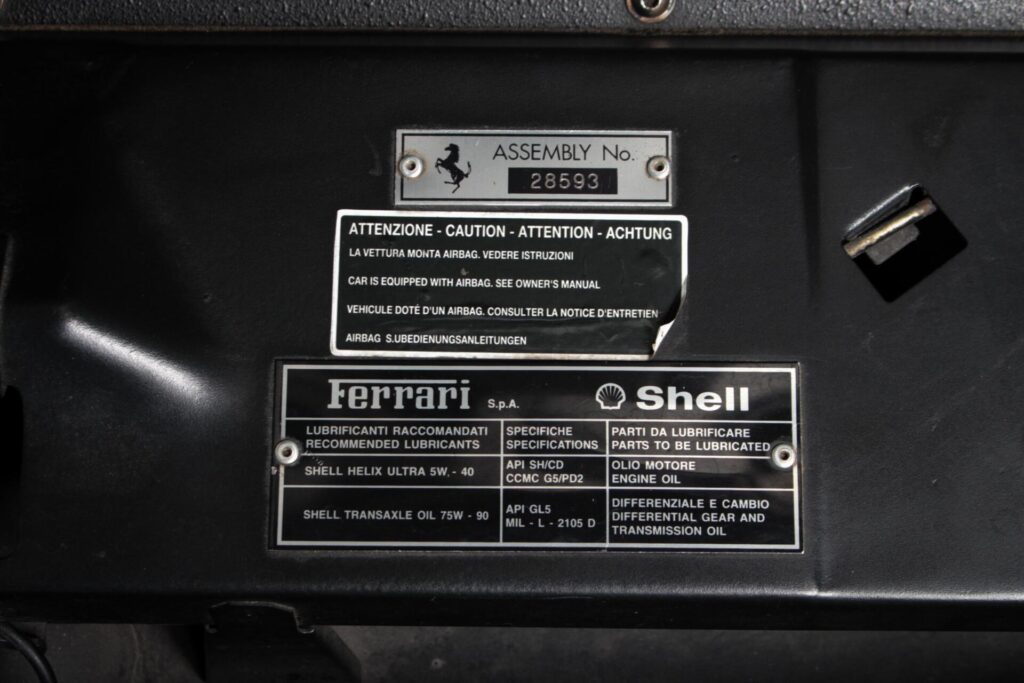 ASSEMBLY No.
28593
ATTENZIONE - CAUTION - ATTENTION - ACHTUNG
LA VETTURA MONTA AIRBAG. VEDERE ISTRUZIONI
CAR IS EQUIPPED WITH AIRBAG. SEE OWNER'S MANUAL
VEHICULE DOTÉ D'UN AIRBAG. CONSULTER LA NOTICE D'ENTRETIEN
AIRBAG S.UBEDIENUNGSANLEITUNGEN
Ferrari S.p.A. Shell
LUBRIFICANTI RACCOMANDATI
RECOMMENDED LUBRICANTS
SPECIFICHE
SPECIFICATIONS
PARTI DA LUBRIFICARE
PARTS TO BE LUBRICATED
SHELL HELIX ULTRA 5W. - 40
API SH/CD
CCMC G5/PD2
OLIO MOTORE
ENGINE OIL
SHELL TRANSAXLE OIL 75W - 90
API GL5
MIL - L - 2105 D
DIFFERENZIALE E CAMBIO
DIFFERENTIAL GEAR AND
TRANSMISSION OIL